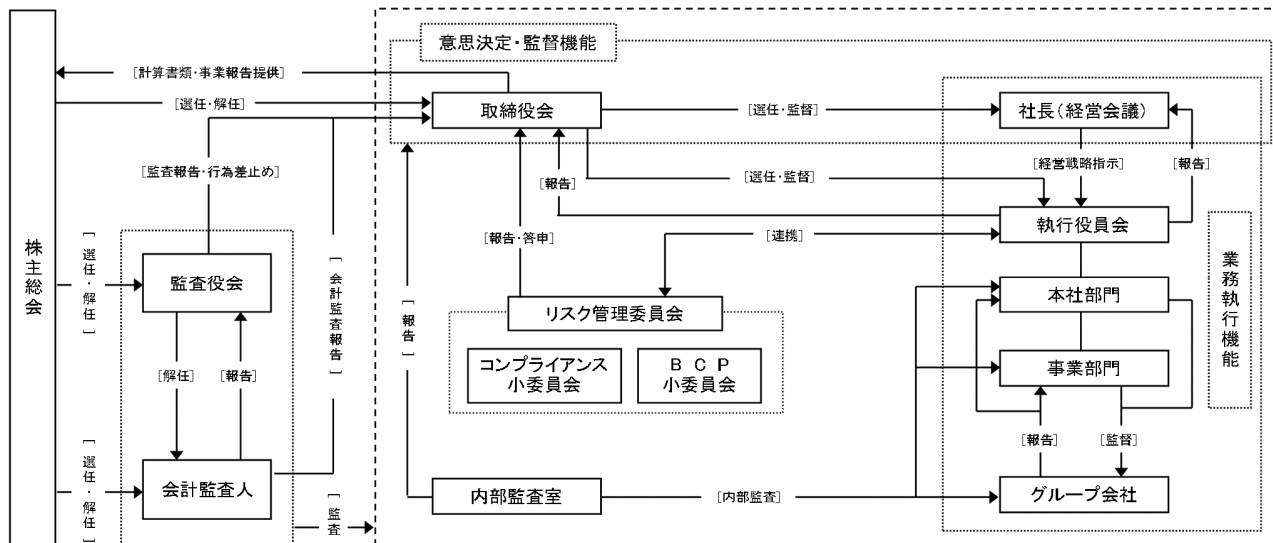 意思決定・監督機能
[計算書類・事業報告提供]
[選任・解任]
取締役会
[選任・監督]
社長(経営会議)
[監査報告・行為差止め]
[報告]
[選任・監督]
[経営戦略指示]
[報告]
株主総会
[選任・解任]
監査役会
[会計監査報告]
[報告]
[報告・答申]
[連携]
執行役員会
業務執行機能
リスク管理委員会
本社部門
コンプライアンス
小委員会
BCP
小委員会
事業部門
[解任]
[報告]
[報告]
[監督]
[選任・解任]
会計監査人
[監査]
内部監査室
[内部監査]
グループ会社